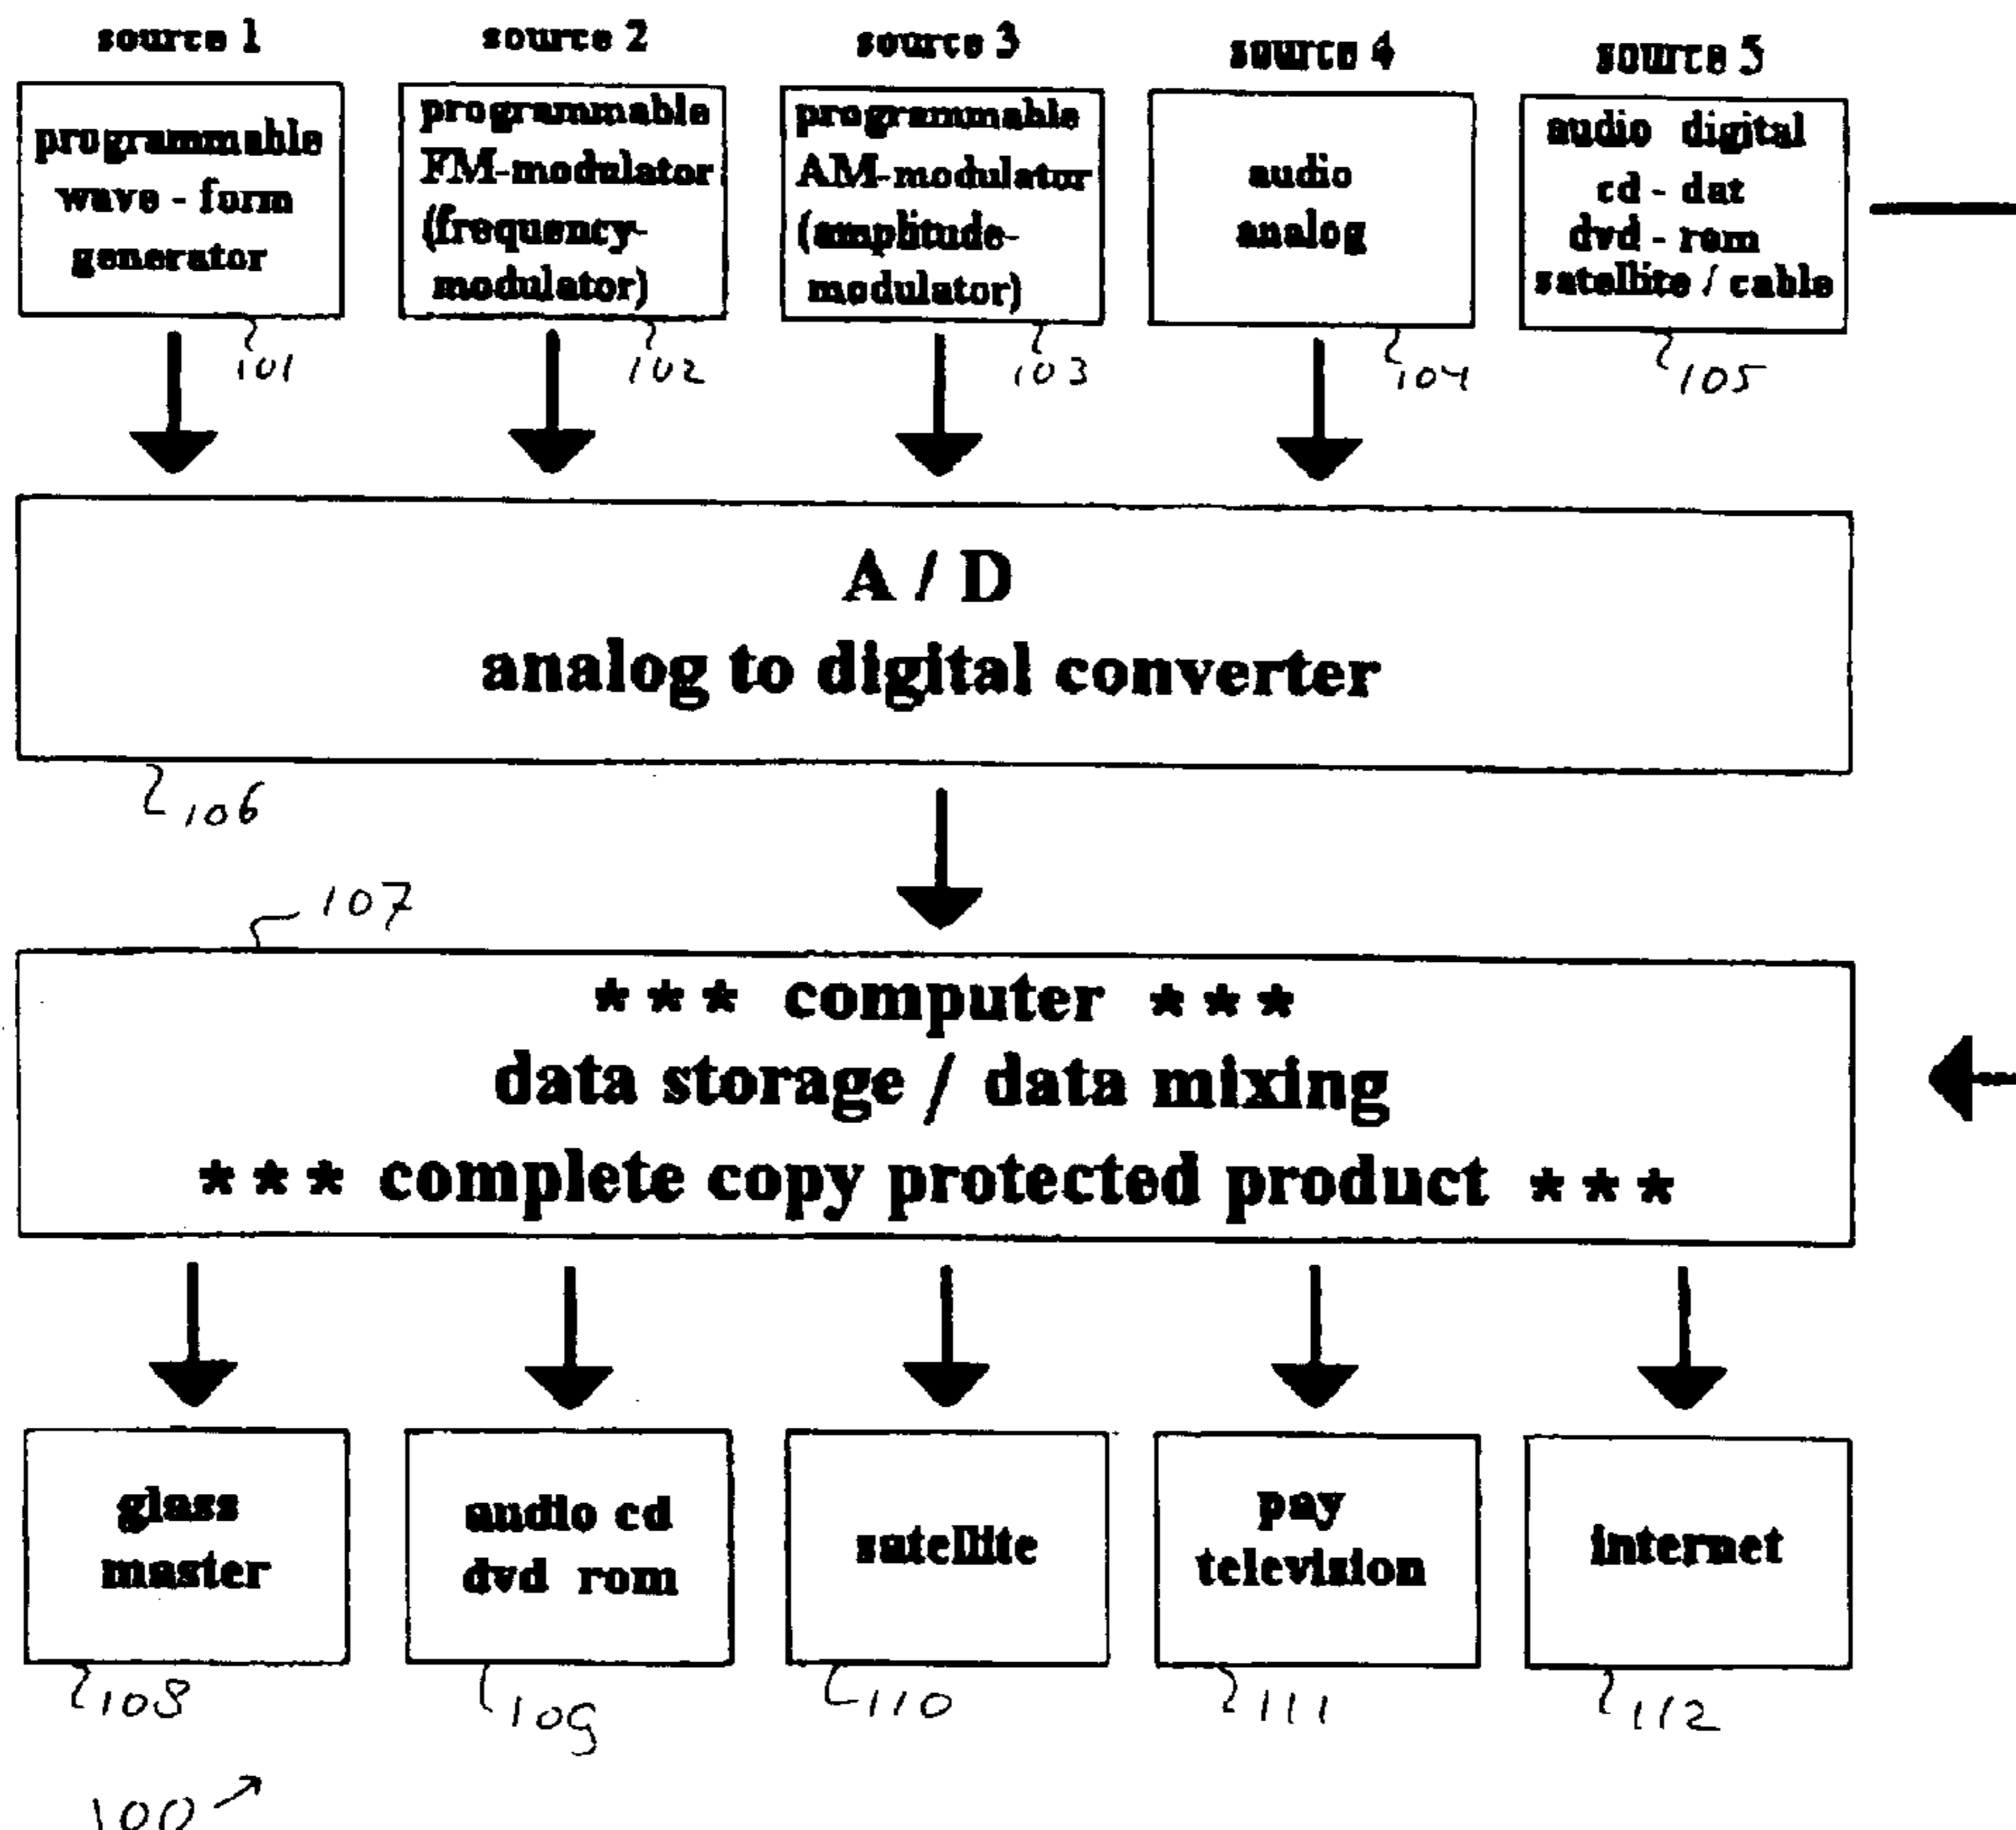 source 1
source 2
source 3
source 4
source 5
programmable
wave - form
generator
programmable
FM-modulator
(frequency-
modulator)
programmable
AM-modulator
(amplitude-
modulator)
audio
analog
audio digital
cd - dat
dvd - rom
satellite / cable
101
102
103
104
105
A / D
analog to digital converter
106
107
*** computer ***
data storage / data mixing
*** complete copy protected product ***
glass
master
audio cd
dvd rom
satellite
pay
television
internet
108
109
110
111
112
100